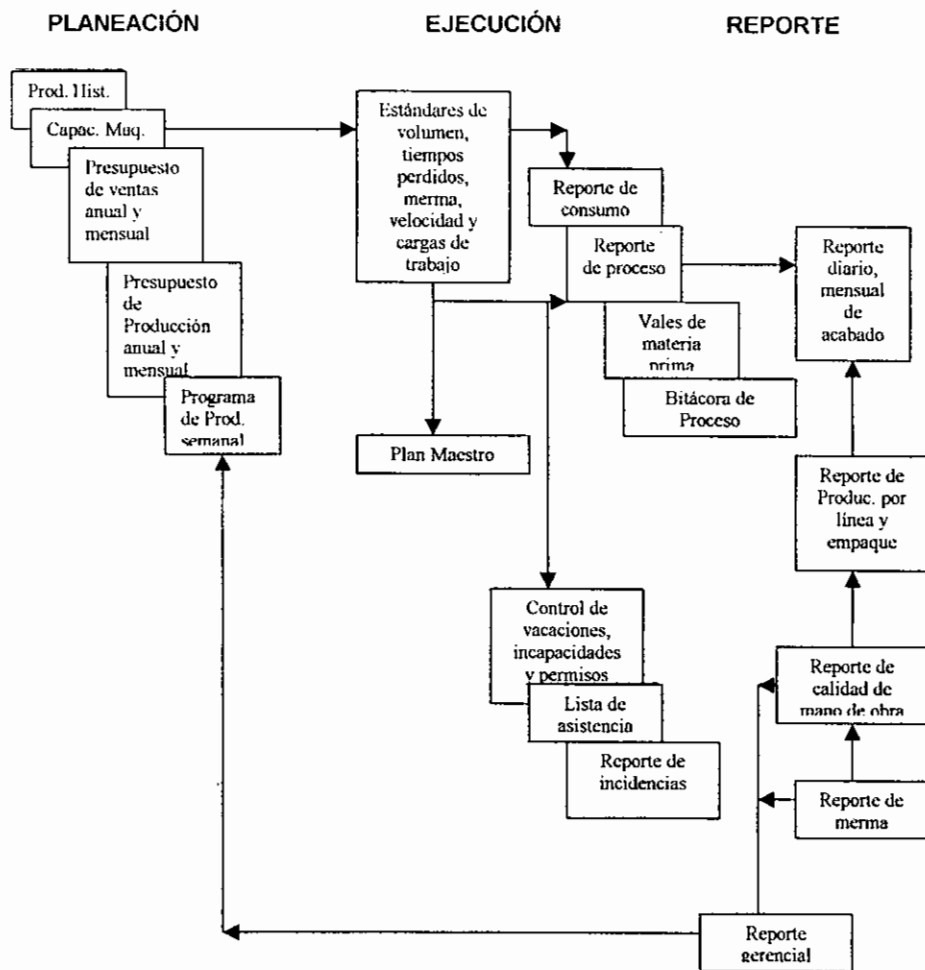 PLANEACIÓN
EJECUCIÓN
REPORTE
Prod. Hist.
Capac. Maq.
Presupuesto
de ventas
anual y
mensual
Presupuesto
de
Producción
anual y
mensual
Programa
de Prod.
semanal
Estándares de
volumen,
tiempos
perdidos,
merma,
velocidad y
cargas de
trabajo
Plan Maestro
Reporte de
consumo
Reporte
de proceso
Vales de
materia
prima
Bitácora de
Proceso
Control de
vacaciones,
incapacidades
y permisos
Lista de
asistencia
Reporte de
incidencias
Reporte
diario,
mensual
de
acabado
Reporte de
Produc. por
línea y
empaque
Reporte de
calidad de
mano de obra
Reporte de
merma
Reporte
gerencial